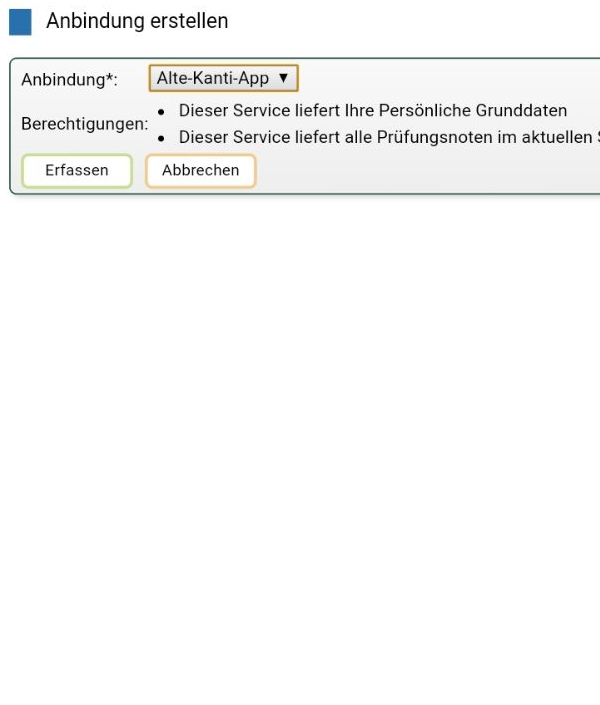 Anbindung erstellen
Anbindung*: Alte-Kanti-App ▼
Berechtigungen:
• Dieser Service liefert Ihre Persönliche Grunddaten
• Dieser Service liefert alle Prüfungsnoten im aktuellen
Erfassen Abbrechen